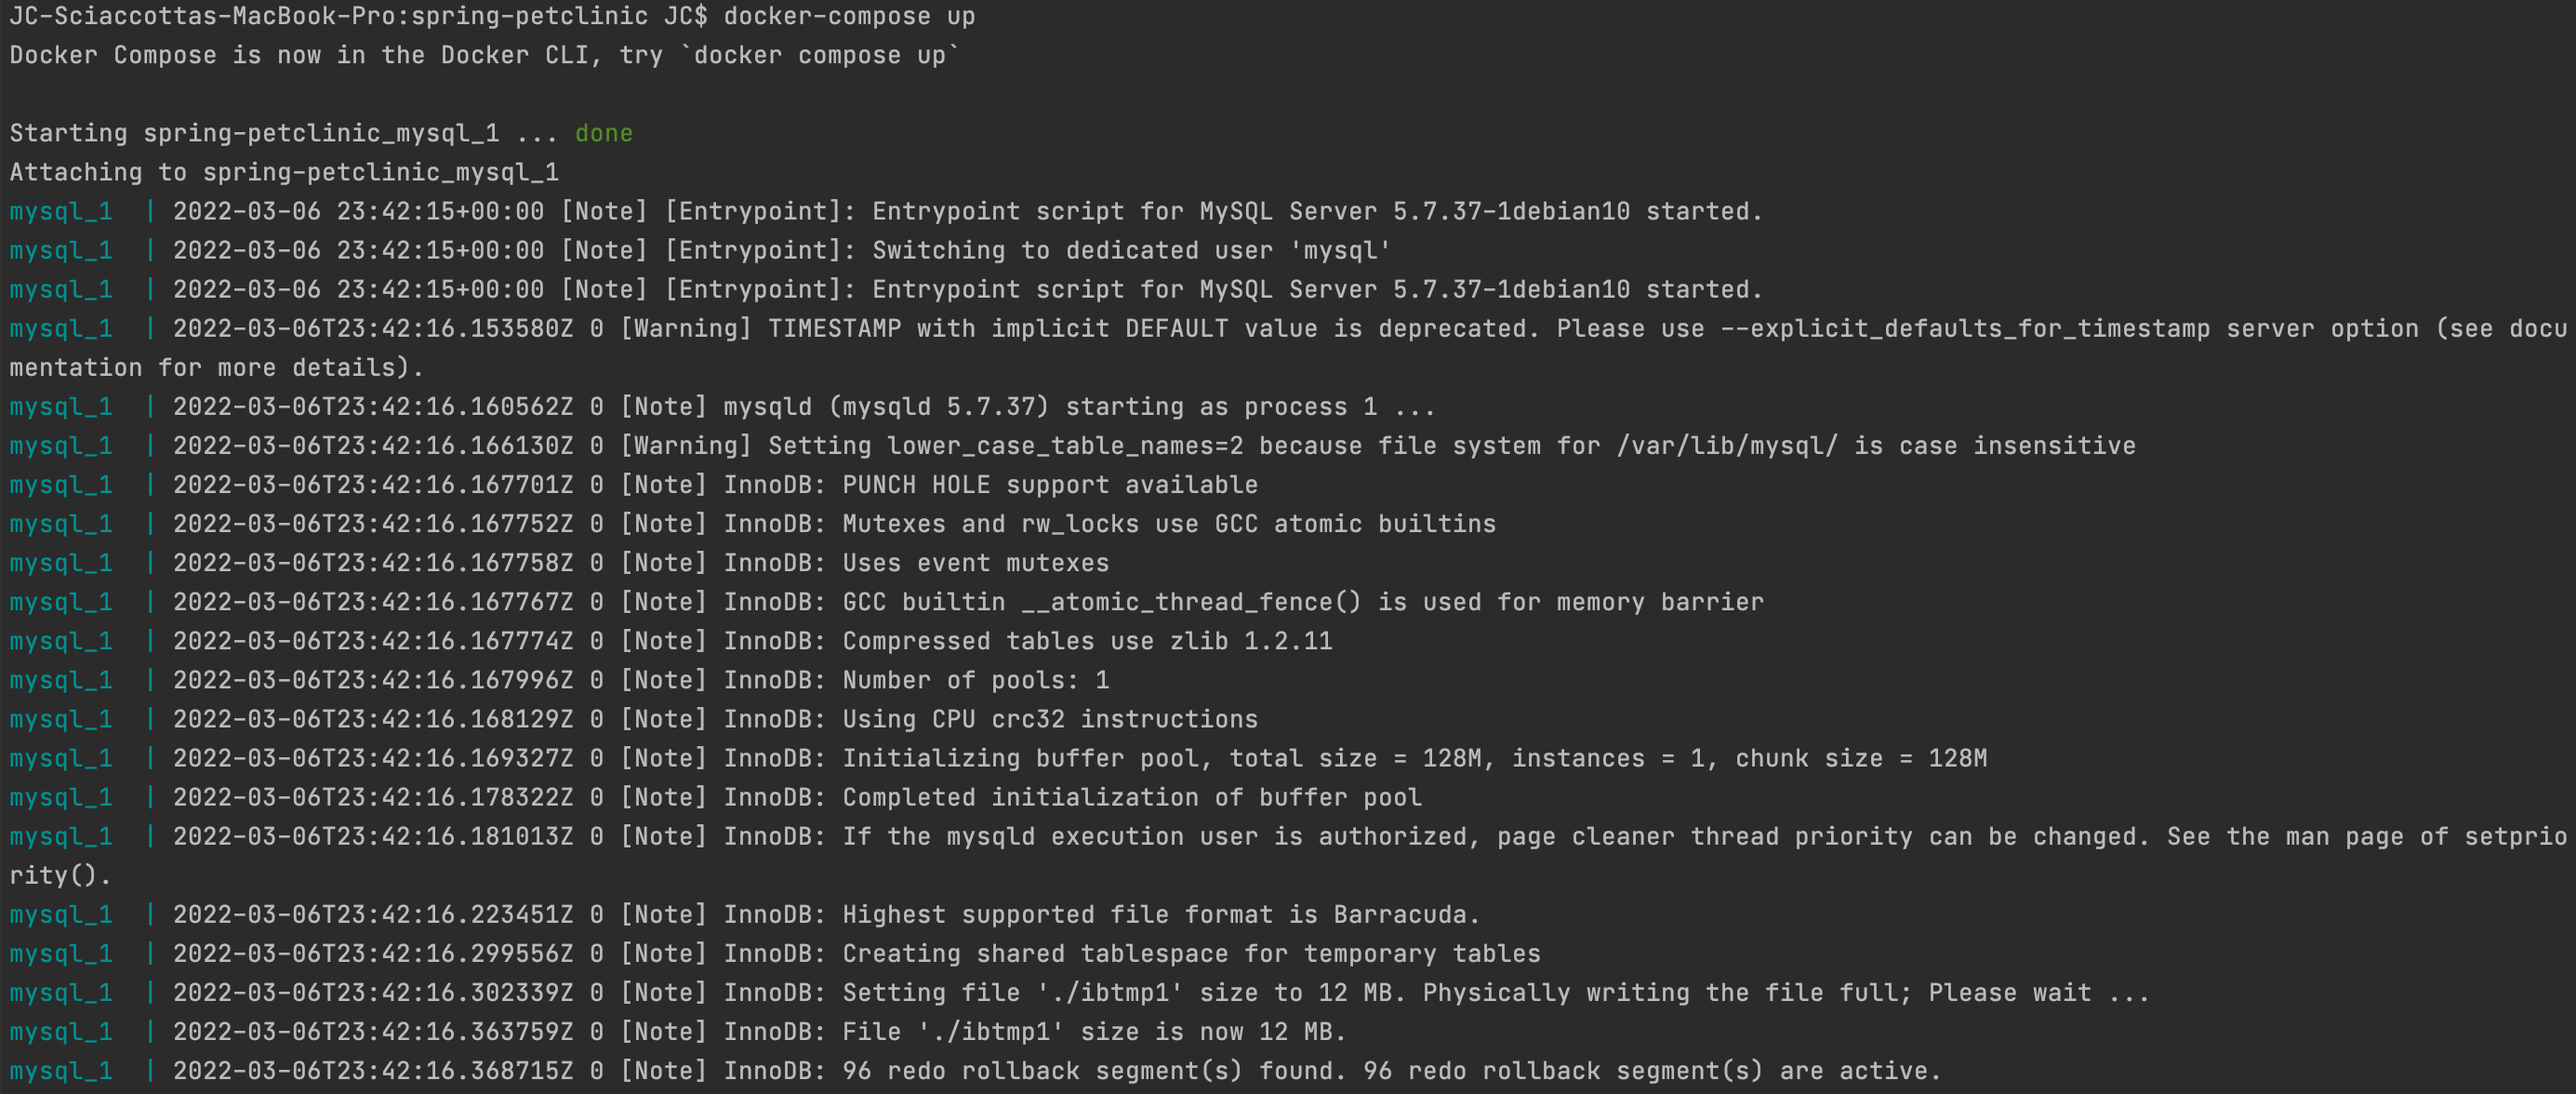 JC-Sciaccottas-MacBook-Pro:spring-petclinic JC$ docker-compose up
Docker Compose is now in the Docker CLI, try `docker compose up`
Starting spring-petclinic_mysql_1 ... done
Attaching to spring-petclinic_mysql_1
mysql_1  | 2022-03-06 23:42:15+00:00 [Note] [Entrypoint]: Entrypoint script for MySQL Server 5.7.37-1debian10 started.
mysql_1  | 2022-03-06 23:42:15+00:00 [Note] [Entrypoint]: Switching to dedicated user 'mysql'
mysql_1  | 2022-03-06 23:42:15+00:00 [Note] [Entrypoint]: Entrypoint script for MySQL Server 5.7.37-1debian10 started.
mysql_1  | 2022-03-06T23:42:16.153580Z 0 [Warning] TIMESTAMP with implicit DEFAULT value is deprecated. Please use --explicit_defaults_for_timestamp server option (see docu
mentation for more details).
mysql_1  | 2022-03-06T23:42:16.160562Z 0 [Note] mysqld (mysqld 5.7.37) starting as process 1 ...
mysql_1  | 2022-03-06T23:42:16.166130Z 0 [Warning] Setting lower_case_table_names=2 because file system for /var/lib/mysql/ is case insensitive
mysql_1  | 2022-03-06T23:42:16.167701Z 0 [Note] InnoDB: PUNCH HOLE support available
mysql_1  | 2022-03-06T23:42:16.167752Z 0 [Note] InnoDB: Mutexes and rw_locks use GCC atomic builtins
mysql_1  | 2022-03-06T23:42:16.167758Z 0 [Note] InnoDB: Uses event mutexes
mysql_1  | 2022-03-06T23:42:16.167767Z 0 [Note] InnoDB: GCC builtin __atomic_thread_fence() is used for memory barrier
mysql_1  | 2022-03-06T23:42:16.167774Z 0 [Note] InnoDB: Compressed tables use zlib 1.2.11
mysql_1  | 2022-03-06T23:42:16.167996Z 0 [Note] InnoDB: Number of pools: 1
mysql_1  | 2022-03-06T23:42:16.168129Z 0 [Note] InnoDB: Using CPU crc32 instructions
mysql_1  | 2022-03-06T23:42:16.169327Z 0 [Note] InnoDB: Initializing buffer pool, total size = 128M, instances = 1, chunk size = 128M
mysql_1  | 2022-03-06T23:42:16.178322Z 0 [Note] InnoDB: Completed initialization of buffer pool
mysql_1  | 2022-03-06T23:42:16.181013Z 0 [Note] InnoDB: If the mysqld execution user is authorized, page cleaner thread priority can be changed. See the man page of setprio
rity().
mysql_1  | 2022-03-06T23:42:16.223451Z 0 [Note] InnoDB: Highest supported file format is Barracuda.
mysql_1  | 2022-03-06T23:42:16.299556Z 0 [Note] InnoDB: Creating shared tablespace for temporary tables
mysql_1  | 2022-03-06T23:42:16.302339Z 0 [Note] InnoDB: Setting file './ibtmp1' size to 12 MB. Physically writing the file full; Please wait ...
mysql_1  | 2022-03-06T23:42:16.363759Z 0 [Note] InnoDB: File './ibtmp1' size is now 12 MB.
mysql_1  | 2022-03-06T23:42:16.368715Z 0 [Note] InnoDB: 96 redo rollback segment(s) found. 96 redo rollback segment(s) are active.